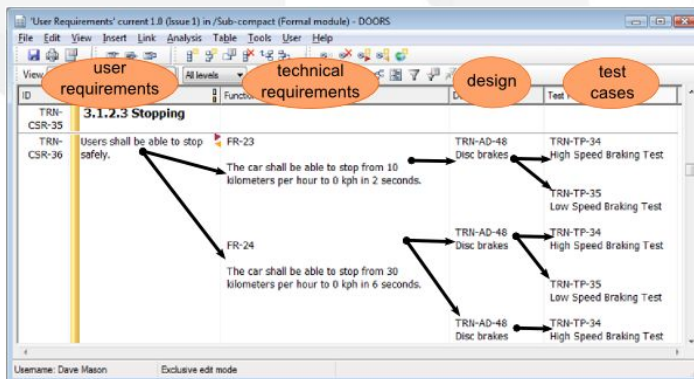 'User Requirements' current 1.0 (Issue 1) in /Sub-compact (Formal module) - DOORS
File Edit View Insert Link Analysis Table Tools User Help
View
All levels
user
requirements
technical
requirements
design
test
cases
ID
Function
D
Test
TRN-
CSR-35
3.1.2.3 Stopping
TRN-
CSR-36
Users shall be able to stop
safely.
FR-23
The car shall be able to stop from 10
kilometers per hour to 0 kph in 2 seconds.
TRN-AD-48
Disc brakes
TRN-TP-34
High Speed Braking Test
TRN-TP-35
Low Speed Braking Test
FR-24
The car shall be able to stop from 30
kilometers per hour to 0 kph in 6 seconds.
TRN-AD-48
Disc brakes
TRN-TP-34
High Speed Braking Test
TRN-TP-35
Low Speed Braking Test
TRN-AD-48
Disc brakes
TRN-TP-34
High Speed Braking Test
Username: Dave Mason
Exclusive edit mode